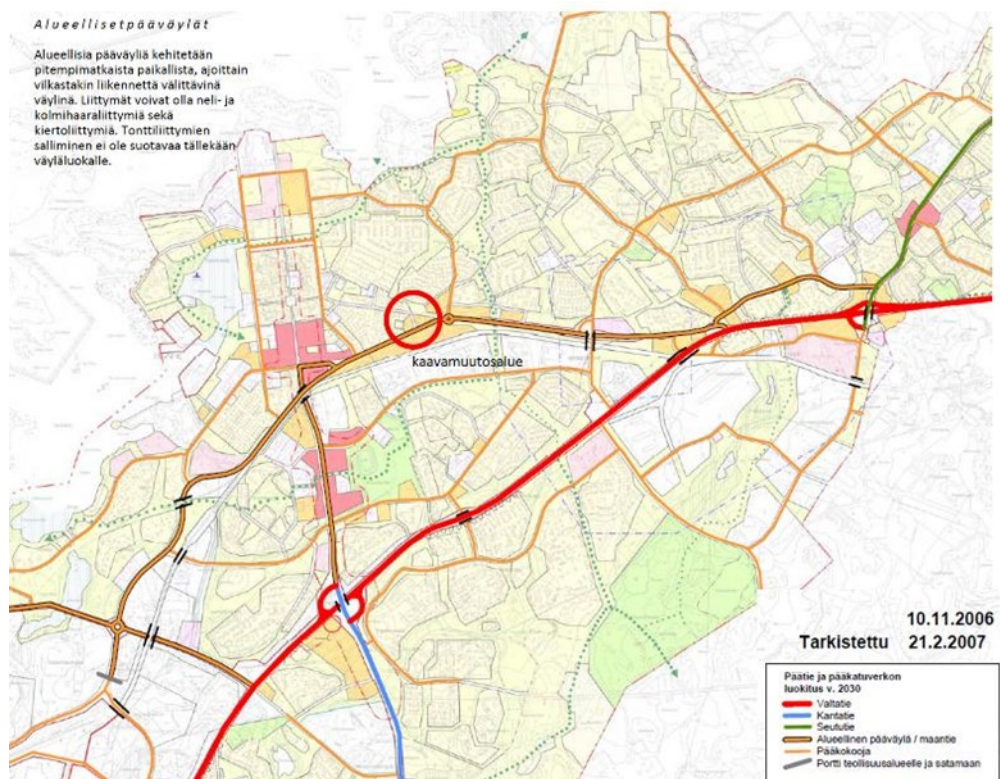 Alueellisetpääväylät
Alueellisia pääväyliä kehitetään
pitempimatkaista paikallista, ajoittain
vilkastakin liikennettä välittävinä
väylinä. Liittymät voivat olla neli- ja
kolmihaaraliittymiä sekä
kiertoliittymiä. Tonttiliittymien
salliminen ei ole suotavaa tällekään
väyläluokalle.
kaavamuutosalue
10.11.2006
Tarkistettu 21.2.2007
Päätie ja pääkatuverkon
luokitus v. 2030
Valtatie
Kantatie
Seututie
Alueellinen pääväylä / maantie
Pääkokooja
Portti teollisuusalueelle ja satamaan